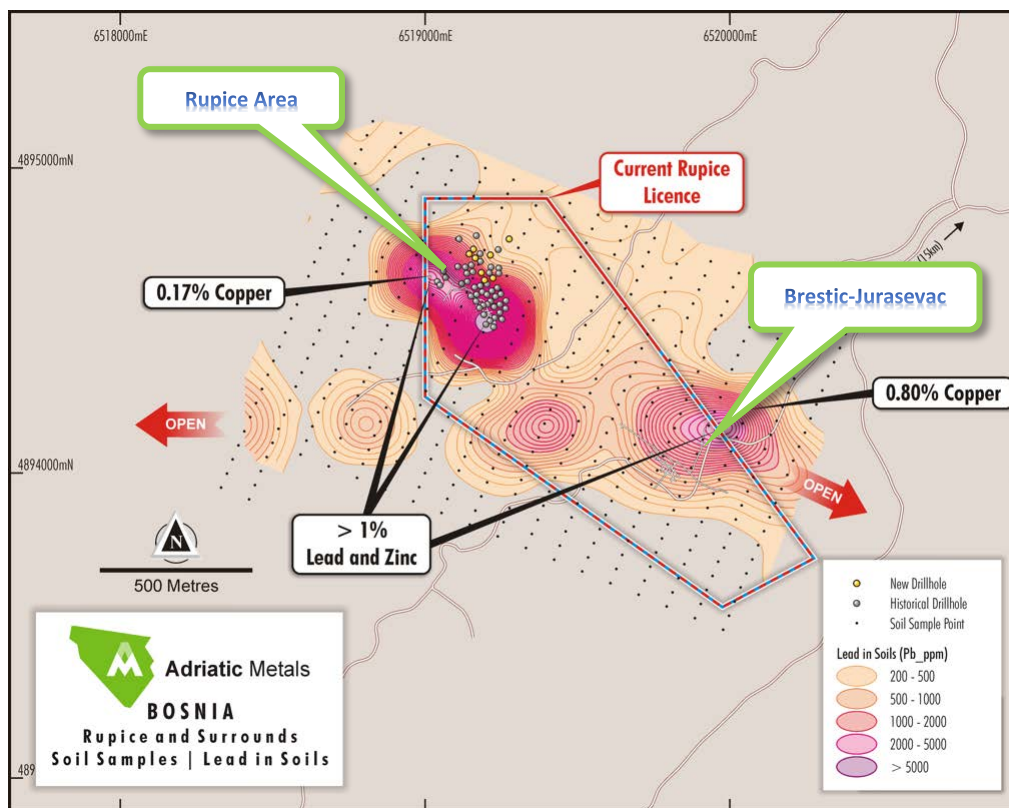 6518000mE
6519000mE
6520000mE
Rupice Area
4895000mN
Current Rupice
Licence
(15km)
0.17% Copper
Brestic-Jurasevac
0.80% Copper
OPEN
4894000mN
OPEN
> 1%
Lead and Zinc
N
500 Metres
New Drillhole
Historical Drillhole
Soil Sample Point
Lead in Soils (Pb_ppm)
200 - 500
500 - 1000
1000 - 2000
2000 - 5000
> 5000
Adriatic Metals
BOSNIA
Rupice and Surrounds
Soil Samples | Lead in Soils